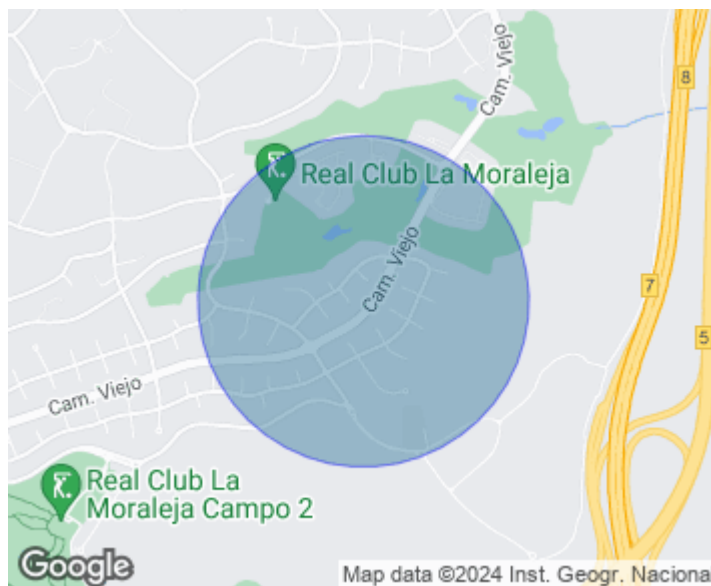 8
Cam. Viejo
Real Club La Moraleja
Cam. Viejo
7
5
Cam. Viejo
Real Club La
Moraleja Campo 2
Google
Map data ©2024 Inst. Geogr. Naciona